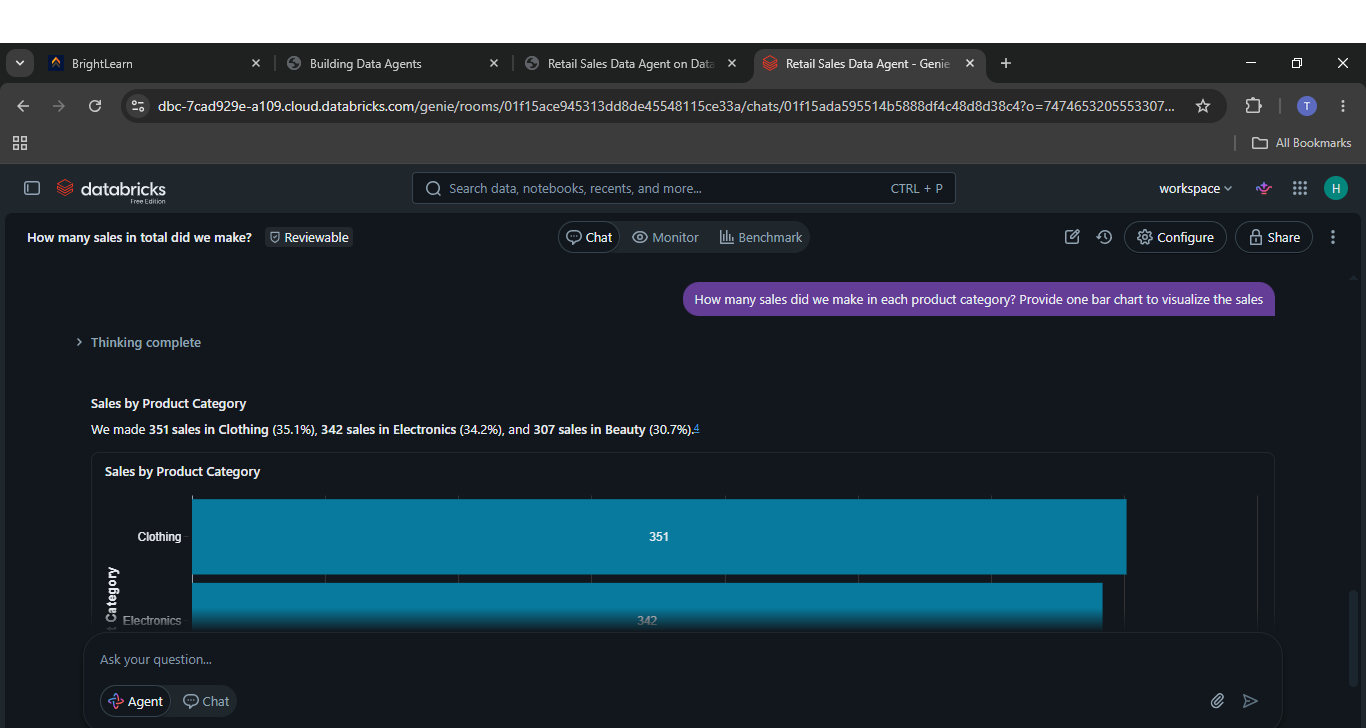 BrightLearn
Building Data Agents
Retail Sales Data Agent on Data
Retail Sales Data Agent - Genie
dbc-7cad929e-a109.cloud.databricks.com/genie/rooms/01f15ace945313dd8de45548115ce33a/chats/01f15ada595514b5888df4c48d8d38c4?o=7474653205553307...
T
All Bookmarks
databricks
Free Edition
Search data, notebooks, recents, and more...
CTRL + P
workspace
H
How many sales in total did we make?
Reviewable
Chat
Monitor
Benchmark
Configure
Share
How many sales did we make in each product category? Provide one bar chart to visualize the sales
Thinking complete
Sales by Product Category
We made 351 sales in Clothing (35.1%), 342 sales in Electronics (34.2%), and 307 sales in Beauty (30.7%).4
Sales by Product Category
Clothing
351
Category
Electronics
342
Ask your question...
Agent
Chat